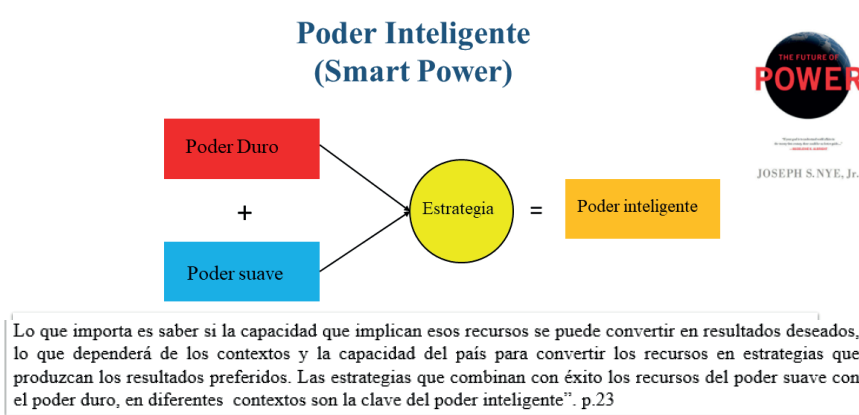 Poder Inteligente
(Smart Power)
THE FUTURE OF
POWER
JOSEPH S. NYE, Jr.
Poder Duro
+
Poder suave
Estrategia
=
Poder inteligente
Lo que importa es saber si la capacidad que implican esos recursos se puede convertir en resultados deseados,
lo que dependerá de los contextos y la capacidad del país para convertir los recursos en estrategias que
produzcan los resultados preferidos. Las estrategias que combinan con éxito los recursos del poder suave con
el poder duro, en diferentes contextos son la clave del poder inteligente”. p.23